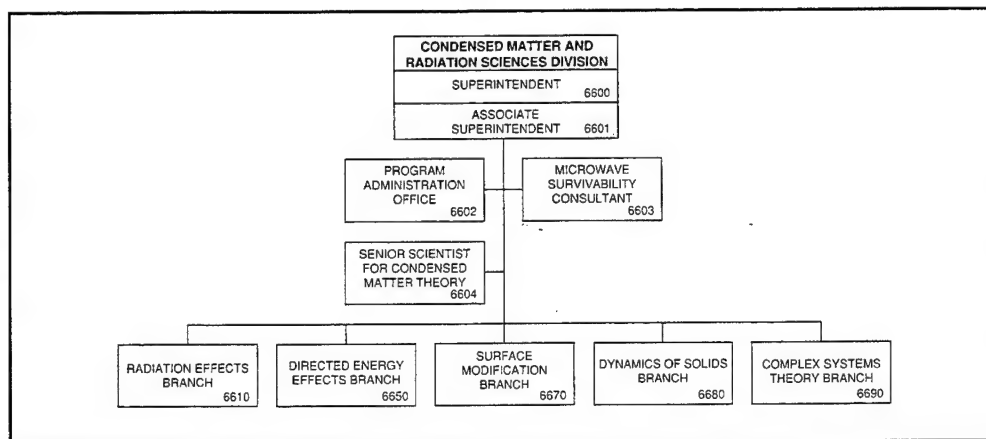 CONDENSED MATTER AND
RADIATION SCIENCES DIVISION
SUPERINTENDENT
6600
ASSOCIATE
SUPERINTENDENT 6601
PROGRAM
ADMINISTRATION
OFFICE
6602
MICROWAVE
SURVIVABILITY
CONSULTANT
6603
SENIOR SCIENTIST
FOR CONDENSED
MATTER THEORY
6604
RADIATION EFFECTS
BRANCH
6610
DIRECTED ENERGY
EFFECTS BRANCH
6650
SURFACE
MODIFICATION
BRANCH
6670
DYNAMICS OF SOLIDS
BRANCH
6680
COMPLEX SYSTEMS
THEORY BRANCH
6690